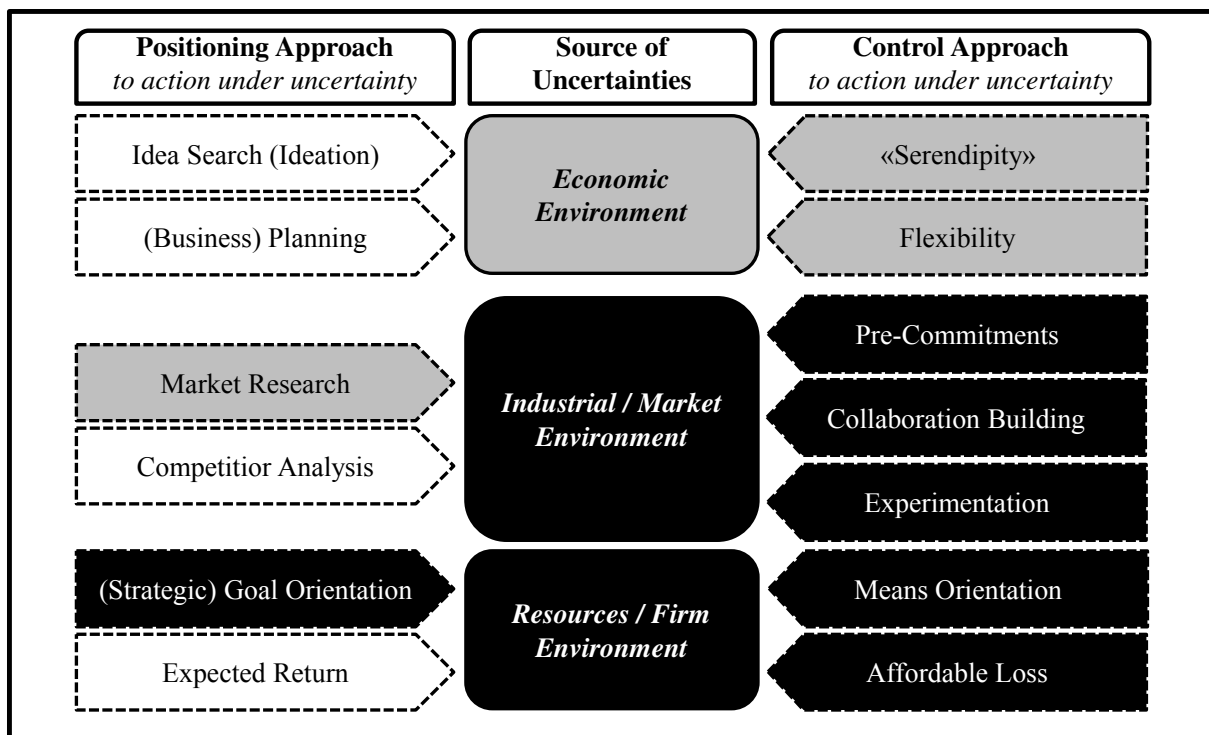 Positioning Approach
to action under uncertainty
Source of
Uncertainties
Control Approach
to action under uncertainty
Idea Search (Ideation)
(Business) Planning
Economic
Environment
«Serendipity»
Flexibility
Market Research
Competitior Analysis
Industrial / Market
Environment
Pre-Commitments
Collaboration Building
Experimentation
(Strategic) Goal Orientation
Expected Return
Resources / Firm
Environment
Means Orientation
Affordable Loss